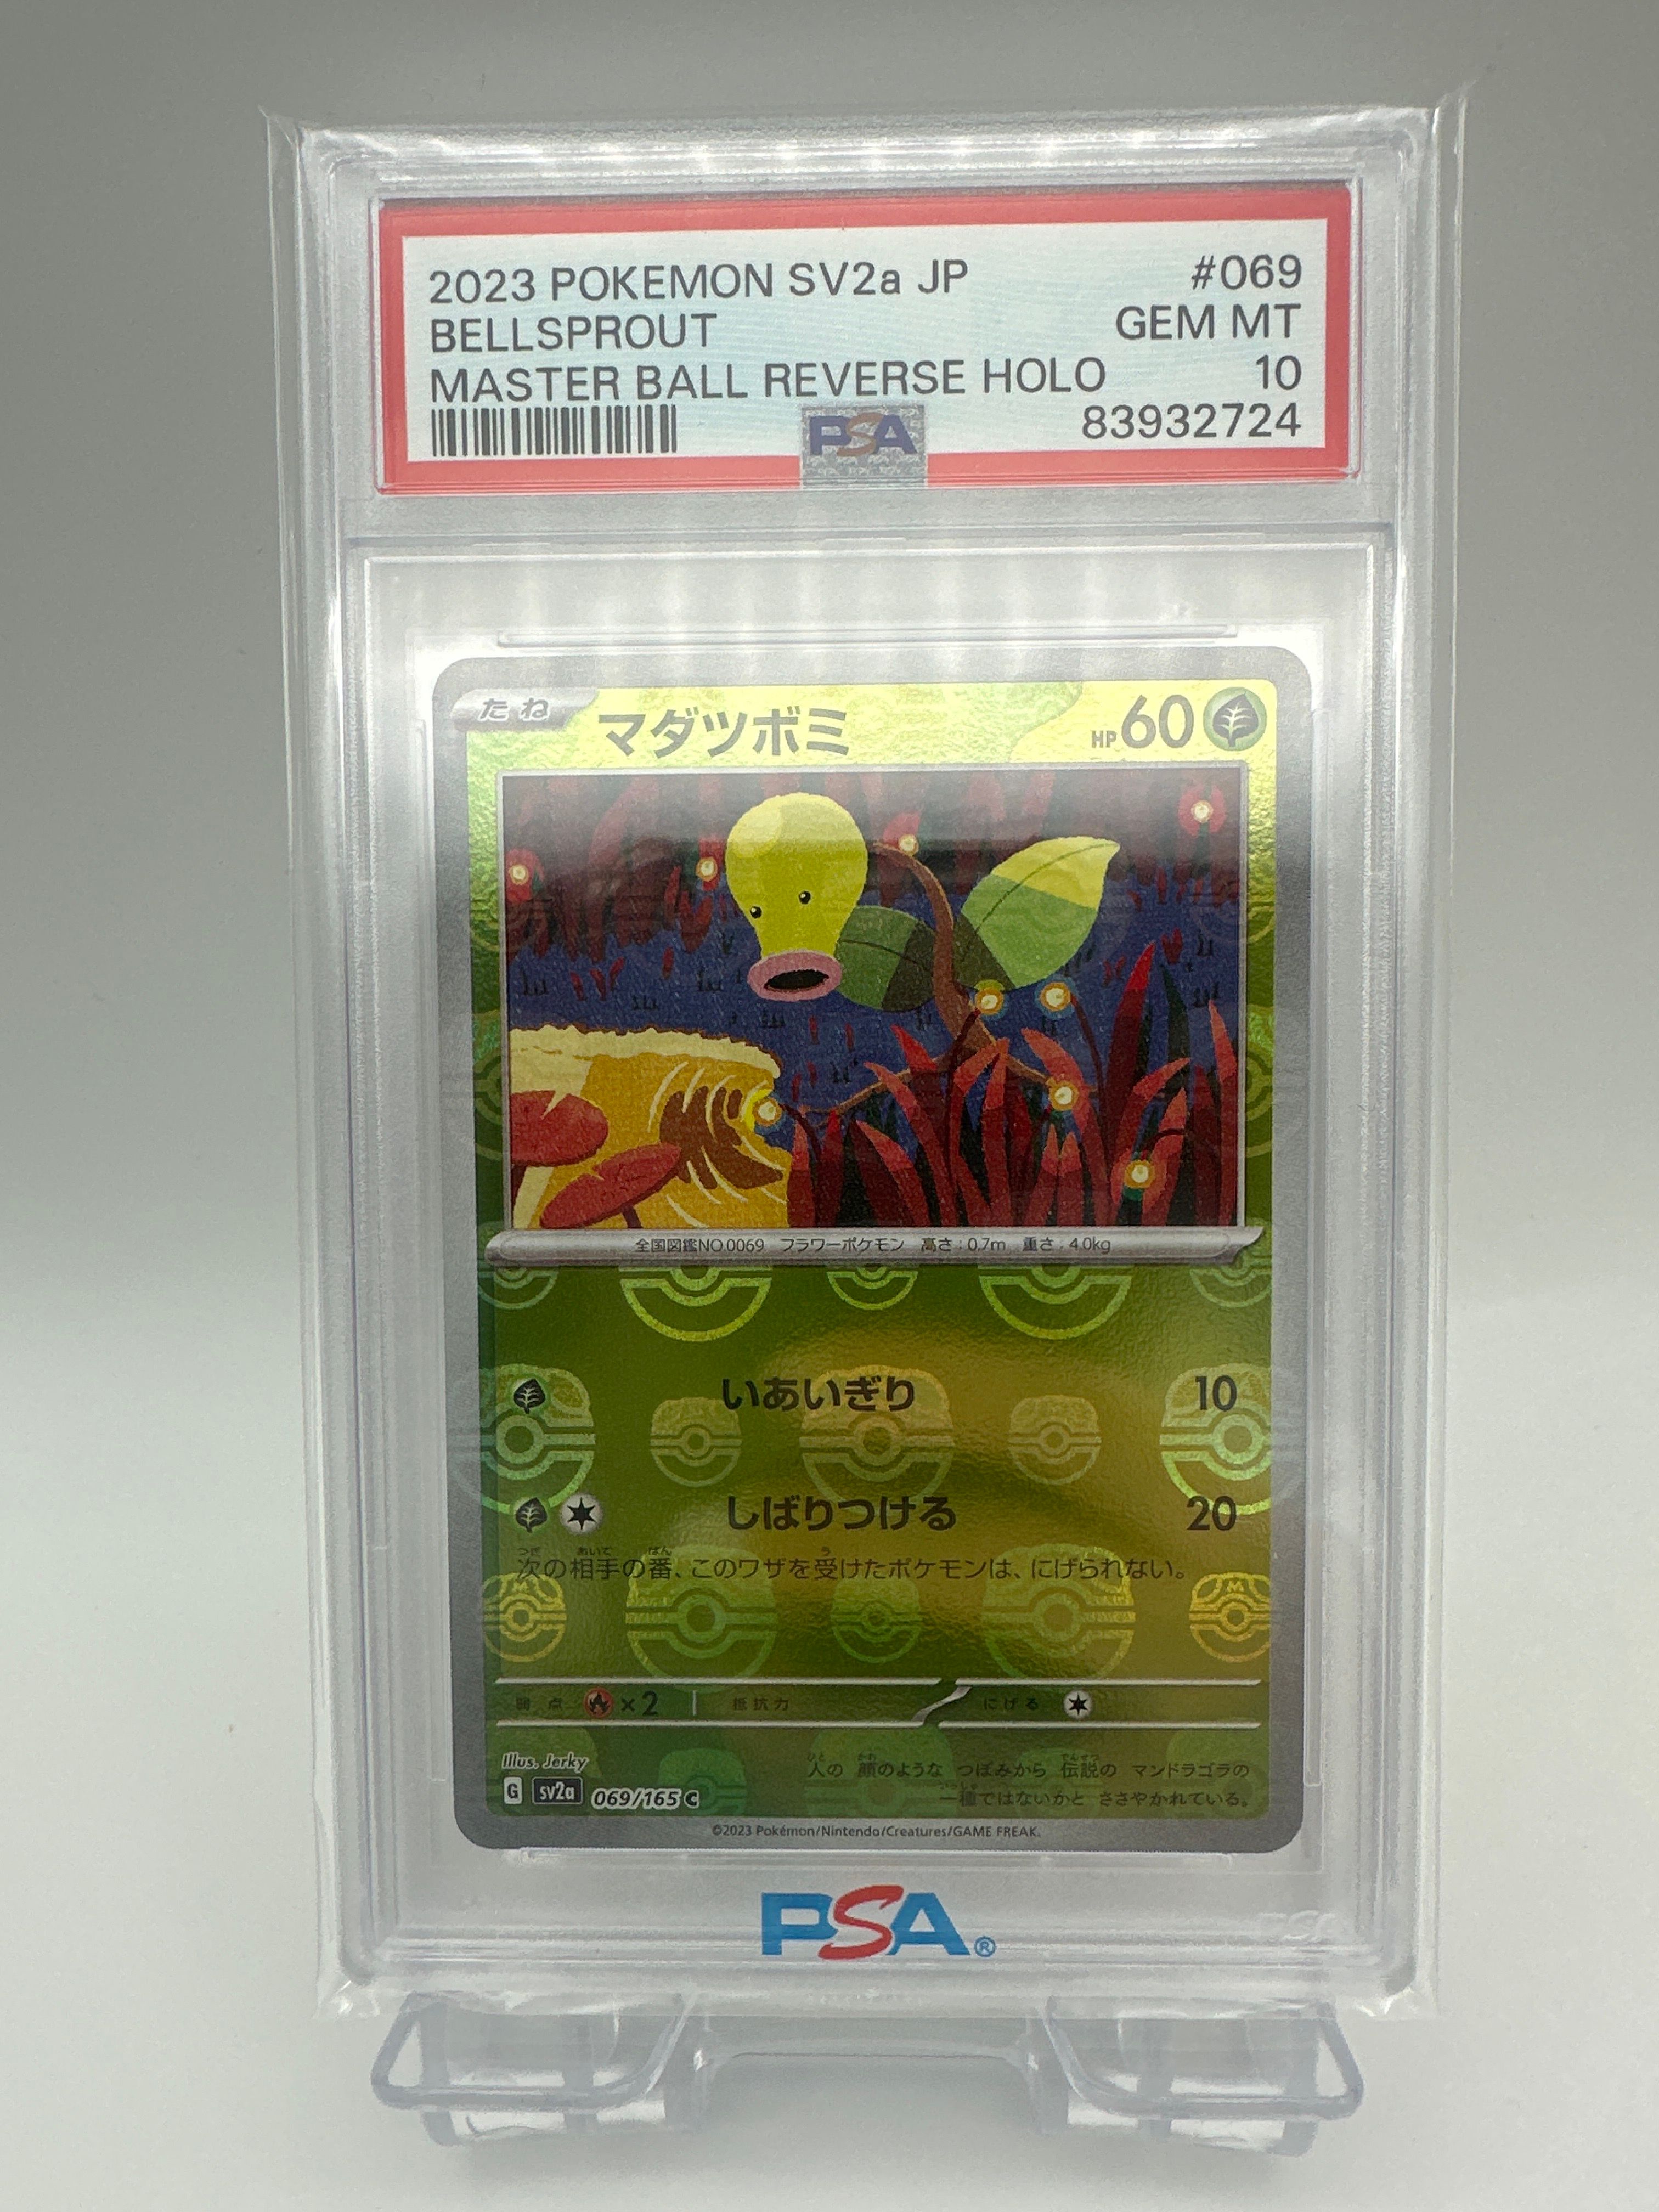 2023 POKEMON SV2a JP #069
BELLSPROUT GEM MT
MASTER BALL REVERSE HOLO 10
PSA 83932724
たね マダツボミ HP60
全国図鑑NO.0069 フラワーポケモン 高さ:0.7m 重さ:4.0kg
いあいぎり 10
しばりつける 20
次の相手の番、このワザを受けたポケモンは、にげられない。
弱点 ×2 抵抗力 にげる
Illus. Jerky
人の 顔のような つぼみから 伝説の マンドラゴラの
G sv2a 069/165 C
一種ではないかと ささやかれている。
©2023 Pokémon/Nintendo/Creatures/GAME FREAK.
PSA®